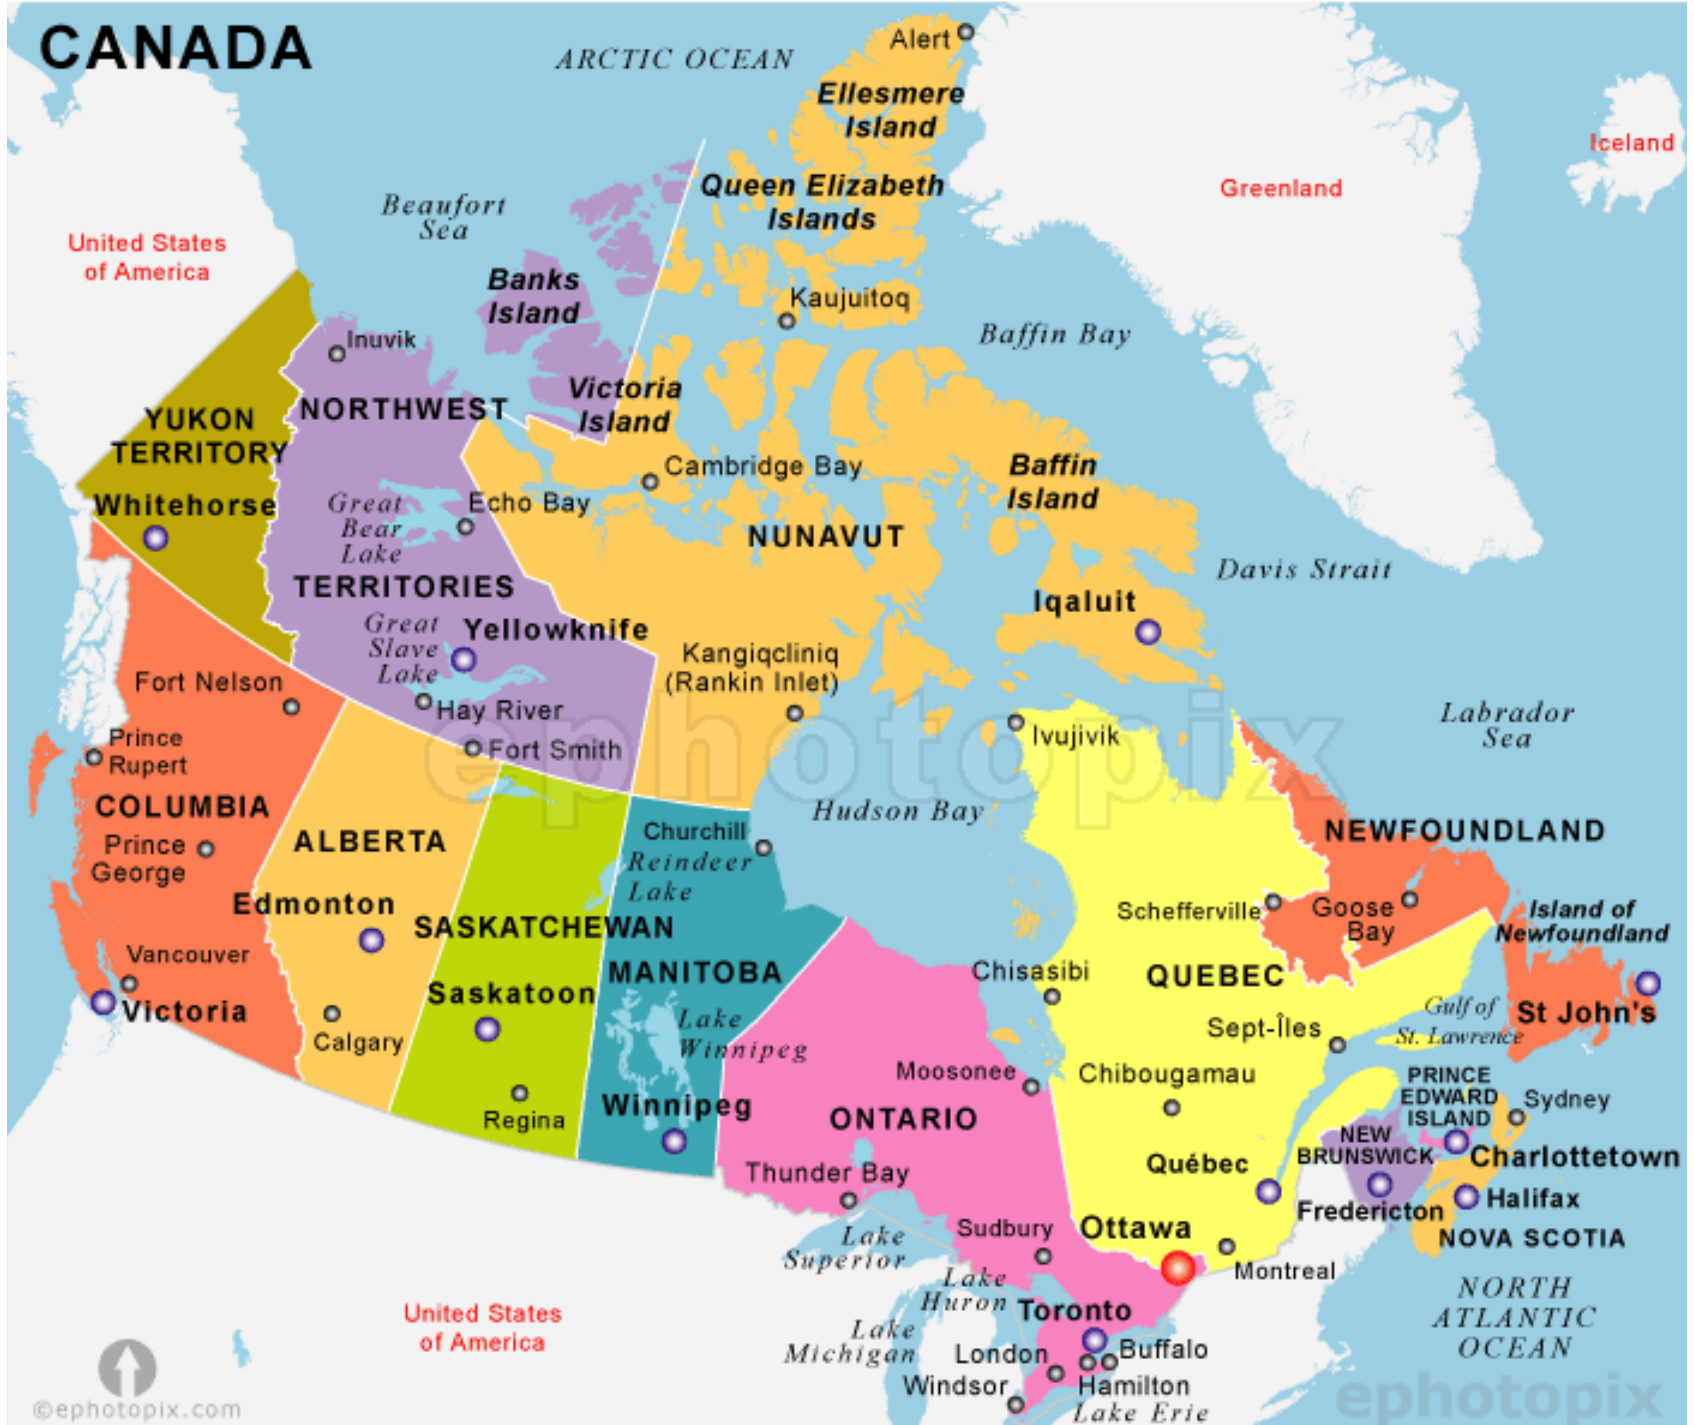 CANADA
ARCTIC OCEAN
Alert
Ellesmere
Island
Iceland
Queen Elizabeth
Islands
Greenland
Beaufort
Sea
United States
of America
Banks
Island
Kaujuitoq
Baffin Bay
Inuvik
Victoria
Island
NORTHWEST
YUKON
TERRITORY
Cambridge Bay
Baffin
Island
Whitehorse
Great
Bear
Lake
Echo Bay
NUNAVUT
Davis Strait
TERRITORIES
Iqaluit
Great
Slave
Lake
Yellowknife
Kangiqcliniq
(Rankin Inlet)
Fort Nelson
Hay River
Fort Smith
ephotopix
Ivujivik
Labrador
Sea
Prince
Rupert
COLUMBIA
Prince
George
ALBERTA
Churchill
Reindeer
Lake
Hudson Bay
NEWFOUNDLAND
Edmonton
SASKATCHEWAN
Schefferville
Goose
Bay
Island of
Newfoundland
Vancouver
Victoria
Saskatoon
MANITOBA
Chisasibi
QUEBEC
Gulf of
St. Lawrence
St John's
Calgary
Lake
Winnipeg
Sept-Îles
Moosonee
Chibougamau
PRINCE
EDWARD
ISLAND
Sydney
Regina
Winnipeg
ONTARIO
NEW
BRUNSWICK
Charlottetown
Thunder Bay
Québec
Fredericton
Halifax
NOVA SCOTIA
Lake
Superior
Sudbury
Ottawa
Montreal
Lake
Huron
Toronto
NORTH
ATLANTIC
OCEAN
United States
of America
Lake
Michigan
London
Buffalo
Windsor
Hamilton
Lake Erie
©ephotopix.com
ephotopix